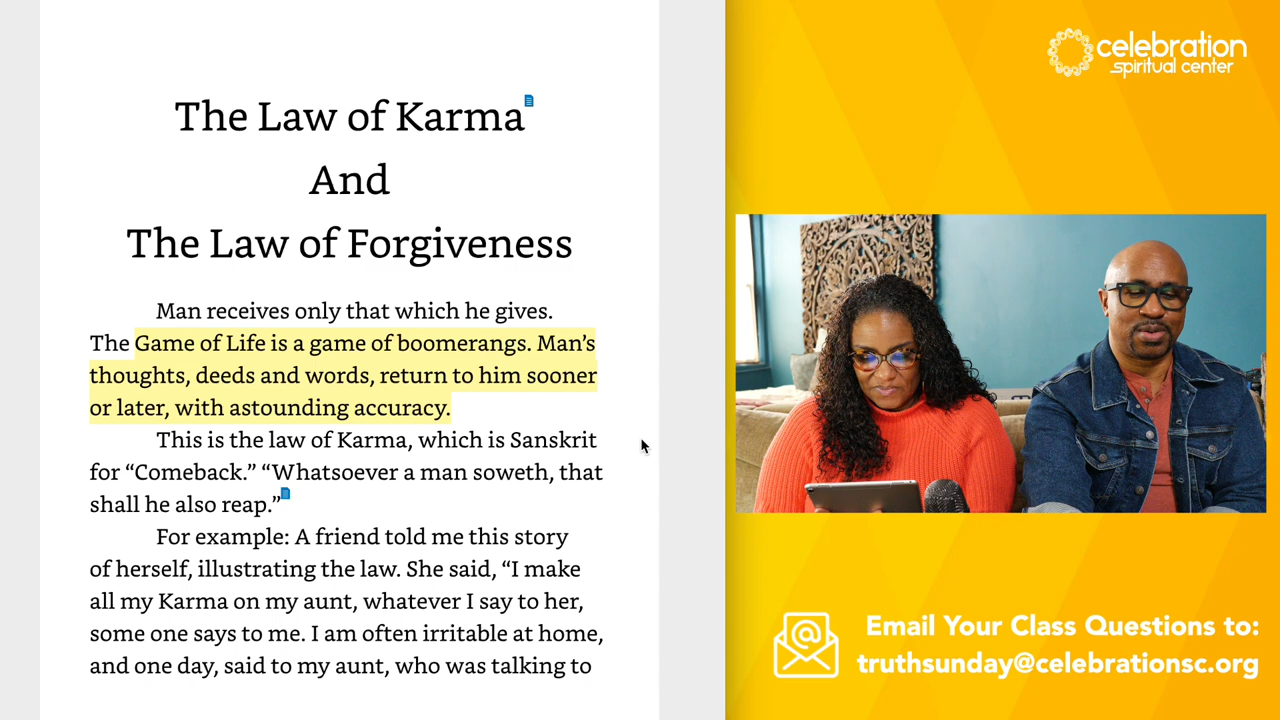 The Law of Karma
And
The Law of Forgiveness
Man receives only that which he gives.
The Game of Life is a game of boomerangs. Man’s
thoughts, deeds and words, return to him sooner
or later, with astounding accuracy.
This is the law of Karma, which is Sanskrit
for “Comeback.” “Whatsoever a man soweth, that
shall he also reap.”
For example: A friend told me this story
of herself, illustrating the law. She said, “I make
all my Karma on my aunt, whatever I say to her,
some one says to me. I am often irritable at home,
and one day, said to my aunt, who was talking to
celebration
spiritual center
Email Your Class Questions to:
truthsunday@celebrationsc.org